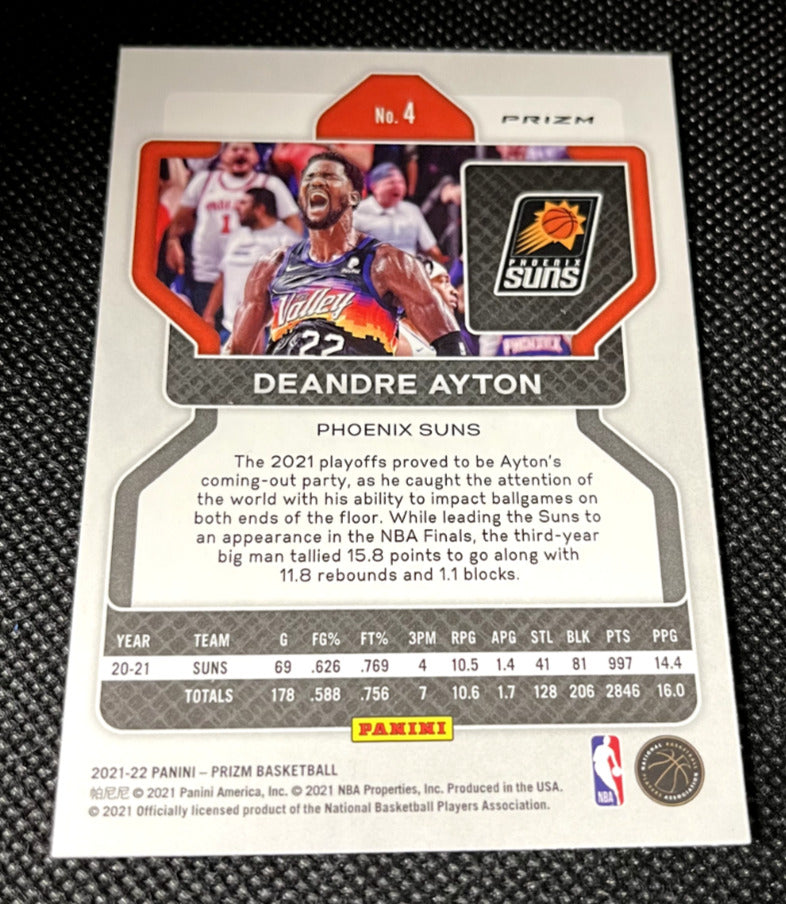 No. 4
PRIZM
The Valley
22
PHOENIX
SUNS
DEANDRE AYTON
PHOENIX SUNS
The 2021 playoffs proved to be Ayton's
coming-out party, as he caught the attention of
the world with his ability to impact ballgames on
both ends of the floor. While leading the Suns to
an appearance in the NBA Finals, the third-year
big man tallied 15.8 points to go along with
11.8 rebounds and 1.1 blocks.
YEAR TEAM G FG% FT% 3PM RPG APG STL BLK PTS PPG
20-21 SUNS 69 .626 .769 4 10.5 1.4 41 81 997 14.4
TOTALS 178 .588 .756 7 10.6 1.7 128 206 2846 16.0
PANINI
2021-22 PANINI – PRIZM BASKETBALL
帕尼尼 © 2021 Panini America, Inc. © 2021 NBA Properties, Inc. Produced in the USA.
© 2021 Officially licensed product of the National Basketball Players Association.
NBA
NATIONAL BASKETBALL
PLAYERS ASSOCIATION